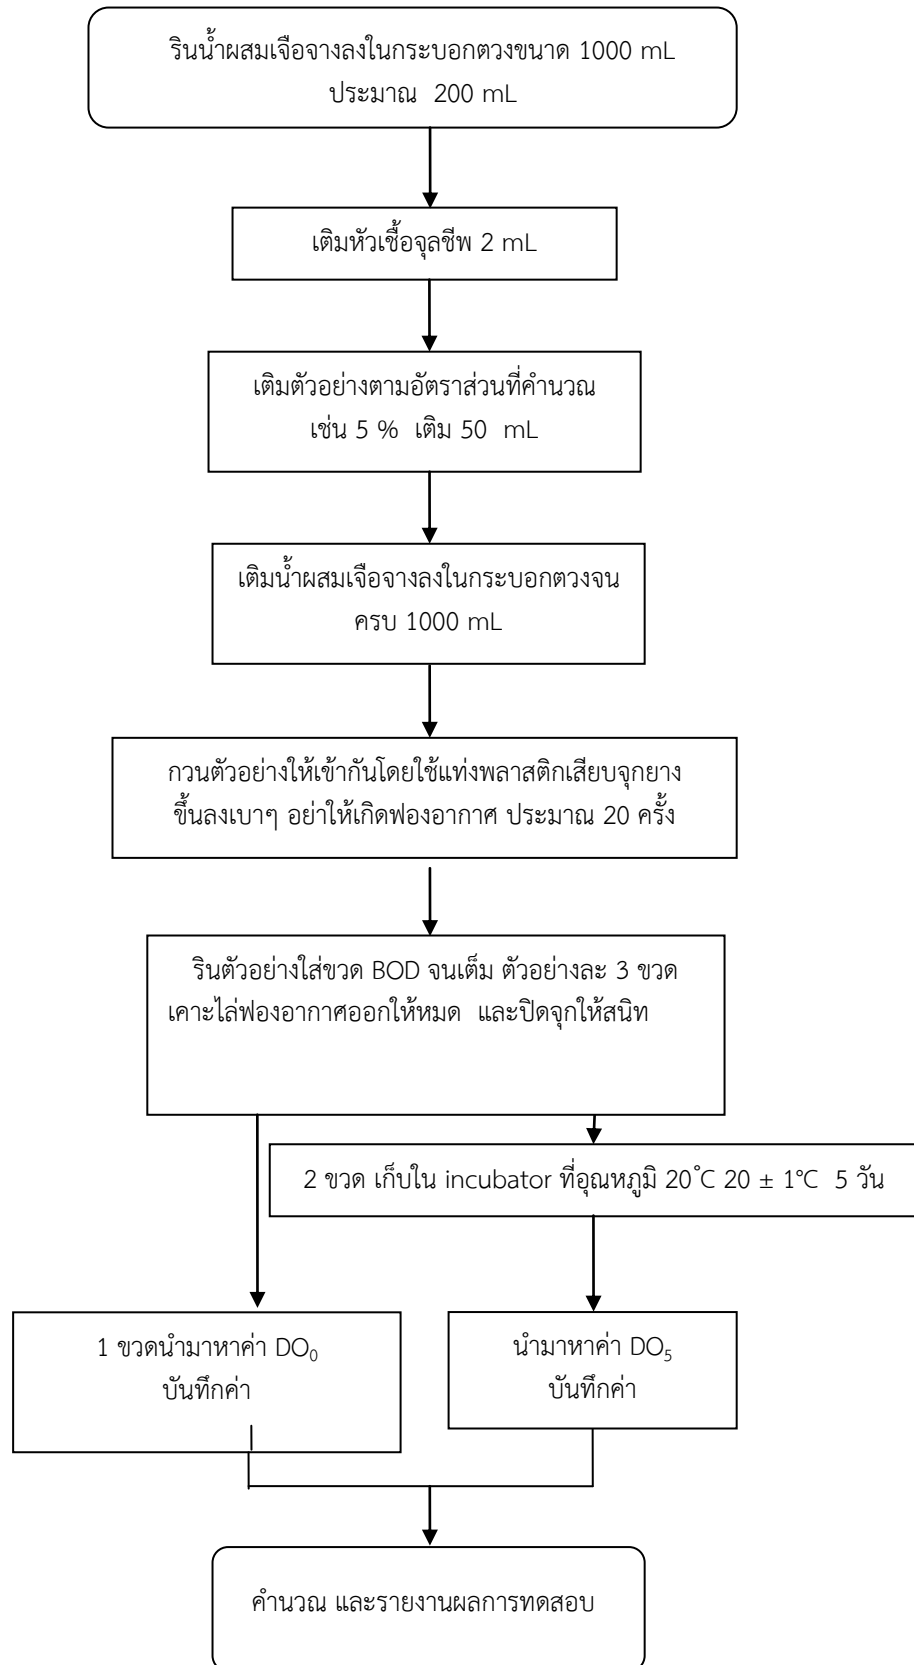 รินน้ำผสมเจือจางลงในกระบอกตวงขนาด 1000 mL
ประมาณ 200 mL
เติมหัวเชื้อจุลชีพ 2 mL
เติมตัวอย่างตามอัตราส่วนที่คำนวณ
เช่น 5 % เติม 50 mL
เติมน้ำผสมเจือจางลงในกระบอกตวงจน
ครบ 1000 mL
กวนตัวอย่างให้เข้ากันโดยใช้แท่งพลาสติกเสียบจุกยาง
ขึ้นลงเบาๆ อย่าให้เกิดฟองอากาศ ประมาณ 20 ครั้ง
รินตัวอย่างใส่ขวด BOD จนเต็ม ตัวอย่างละ 3 ขวด
เคาะไล่ฟองอากาศออกให้หมด และปิดจุกให้สนิท
2 ขวด เก็บใน incubator ที่อุณหภูมิ 20˚C 20 ± 1°C 5 วัน
1 ขวดนำมาหาค่า DO₀
บันทึกค่า
นำมาหาค่า DO₅
บันทึกค่า
คำนวณ และรายงานผลการทดสอบ